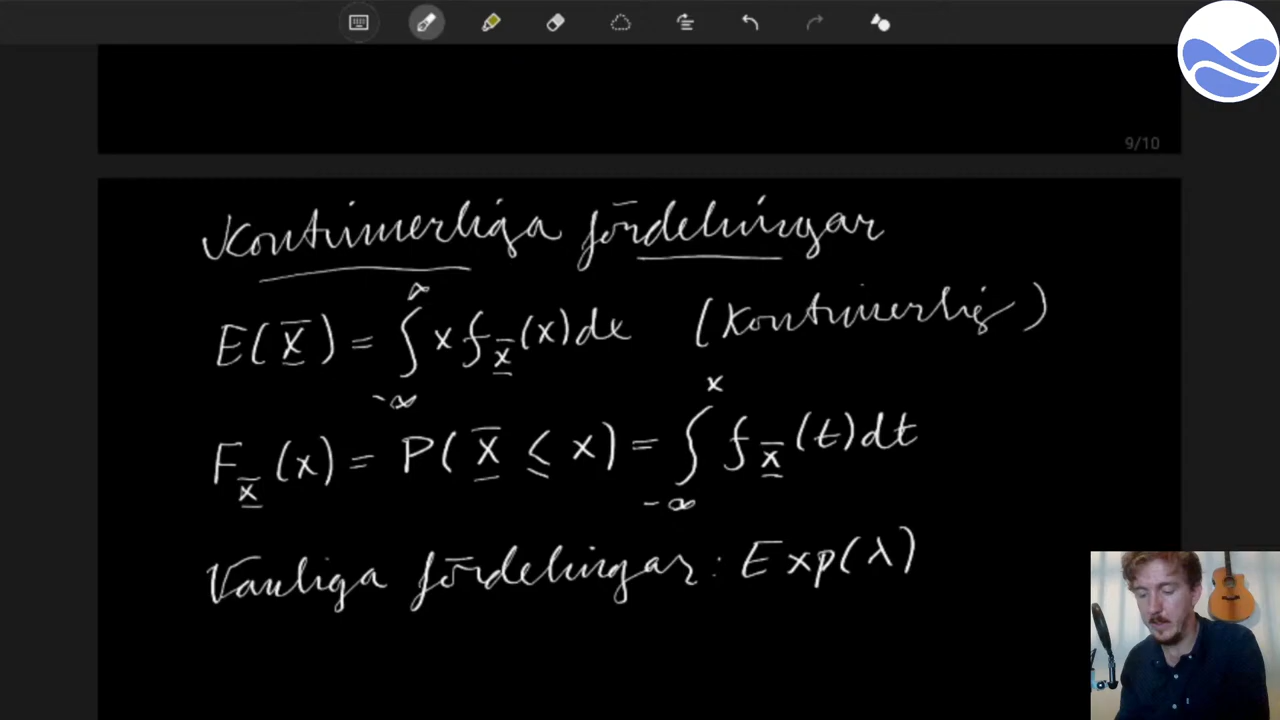 9/10
Kontinuerliga fördelningar
E(X) = ∫_{-∞}^{∞} x f_X(x)dx (Kontinuerlig)
F_X(x) = P(X ≤ x) = ∫_{-∞}^{x} f_X(t)dt
Vanliga fördelningar: Exp(λ)